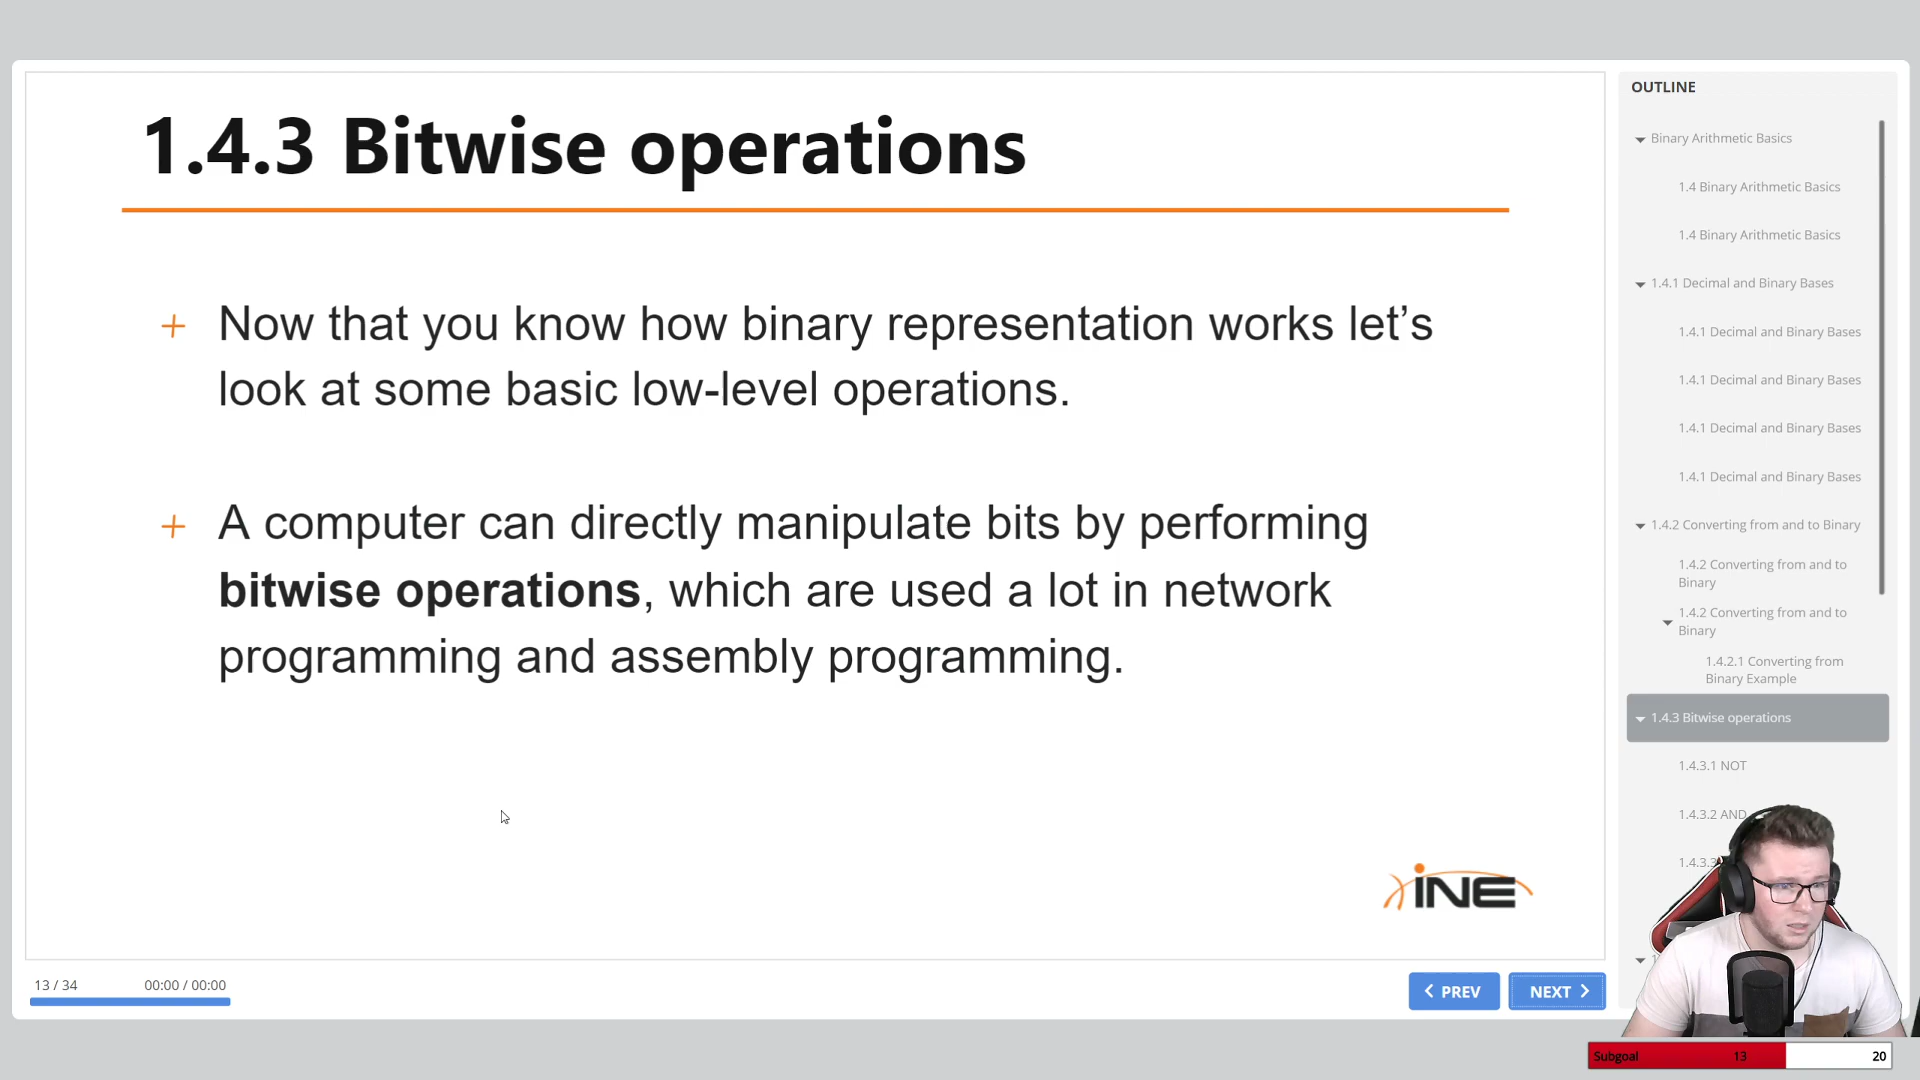 1.4.3 Bitwise operations
+ Now that you know how binary representation works let’s
look at some basic low-level operations.
+ A computer can directly manipulate bits by performing
bitwise operations, which are used a lot in network
programming and assembly programming.
iNE
13 / 34
00:00 / 00:00
PREV
NEXT
OUTLINE
Binary Arithmetic Basics
1.4 Binary Arithmetic Basics
1.4 Binary Arithmetic Basics
1.4.1 Decimal and Binary Bases
1.4.1 Decimal and Binary Bases
1.4.1 Decimal and Binary Bases
1.4.1 Decimal and Binary Bases
1.4.1 Decimal and Binary Bases
1.4.2 Converting from and to Binary
1.4.2 Converting from and to
Binary
1.4.2 Converting from and to
Binary
1.4.2.1 Converting from
Binary Example
1.4.3 Bitwise operations
1.4.3.1 NOT
1.4.3.2 AND
1.4.3.3
Subgoal 13 20